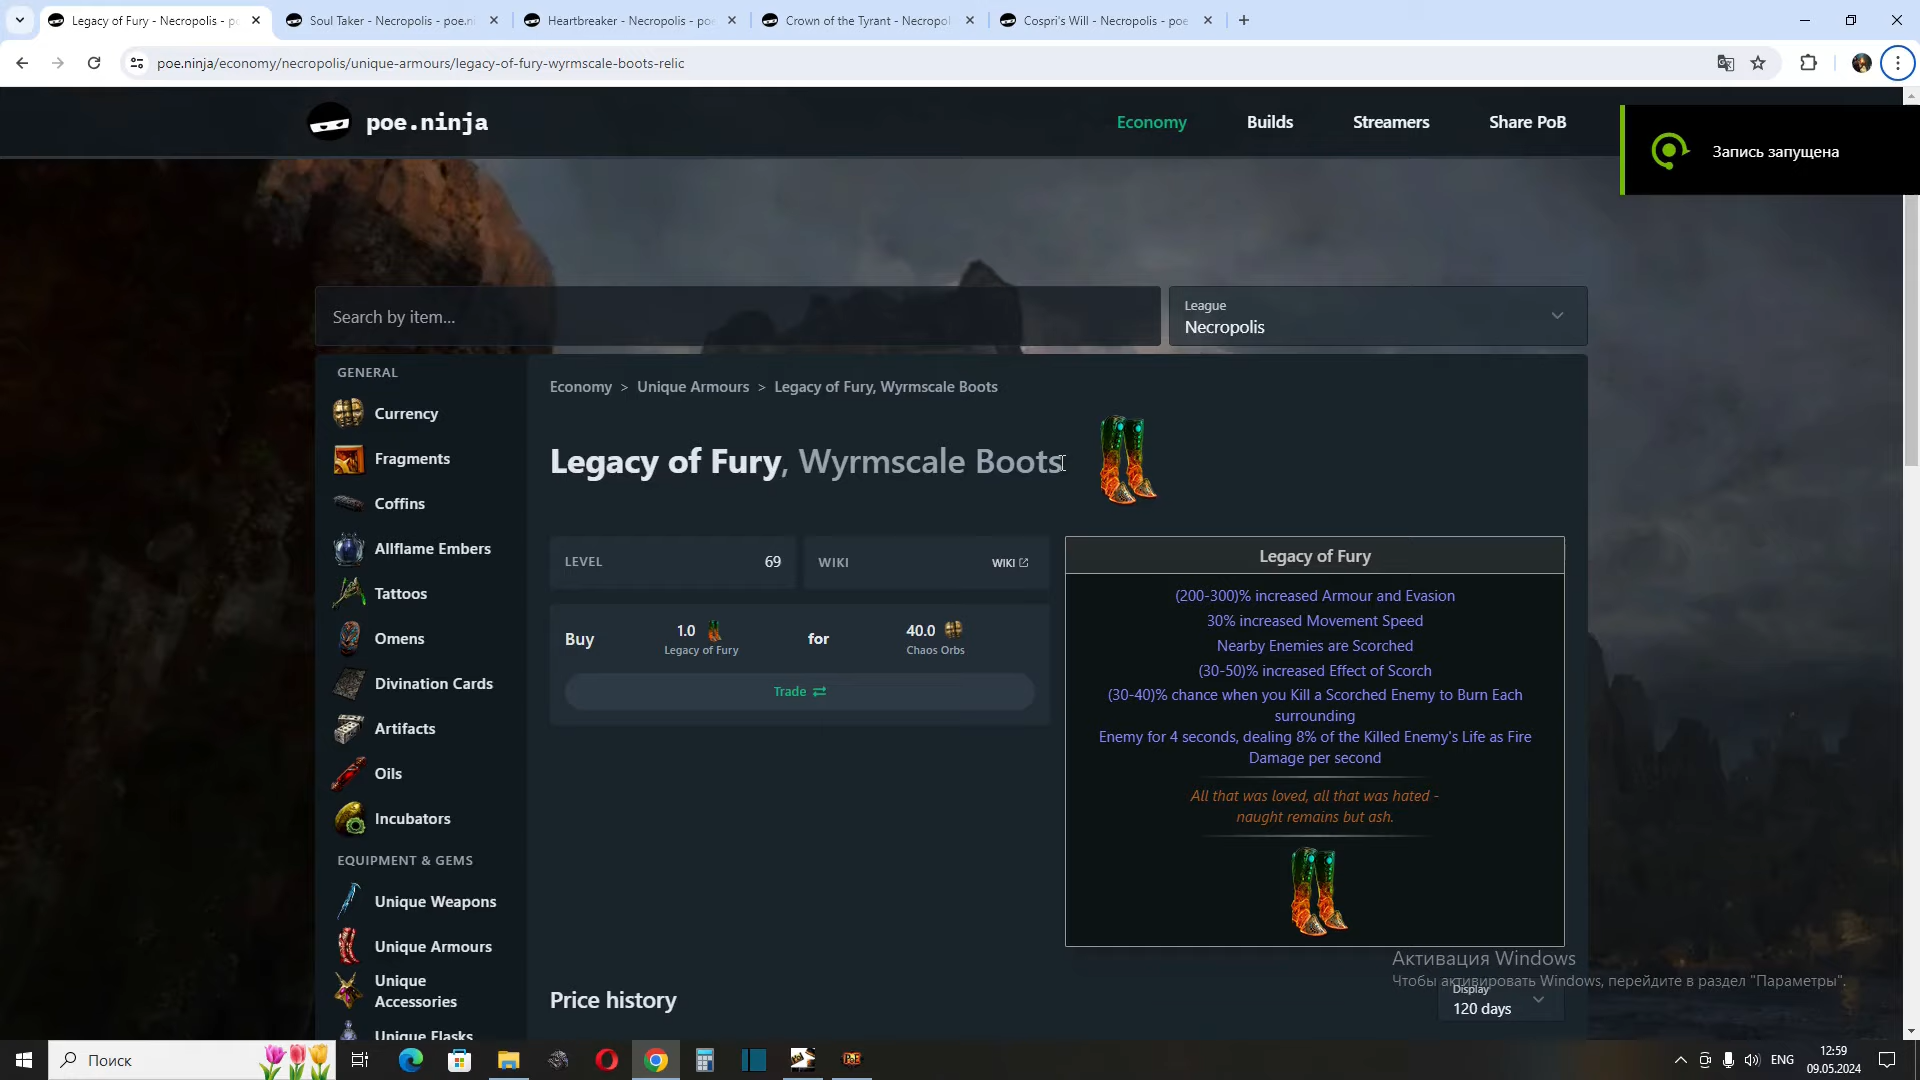 Legacy of Fury - Necropolis - po
Soul Taker - Necropolis - poe.ni
Heartbreaker - Necropolis - poe
Crown of the Tyrant - Necropol
Cospri's Will - Necropolis - poe
poe.ninja/economy/necropolis/unique-armours/legacy-of-fury-wyrmscale-boots-relic
poe.ninja
Economy
Builds
Streamers
Share PoB
Запись запущена
Search by item...
League
Necropolis
GENERAL
Currency
Fragments
Coffins
Allflame Embers
Tattoos
Omens
Divination Cards
Artifacts
Oils
Incubators
EQUIPMENT & GEMS
Unique Weapons
Unique Armours
Unique
Accessories
Unique Flasks
Economy > Unique Armours > Legacy of Fury, Wyrmscale Boots
Legacy of Fury, Wyrmscale Boots
LEVEL 69
WIKI WIKI
Buy 1.0 for 40.0
Legacy of Fury Chaos Orbs
Trade
Legacy of Fury
(200-300)% increased Armour and Evasion
30% increased Movement Speed
Nearby Enemies are Scorched
(30-50)% increased Effect of Scorch
(30-40)% chance when you Kill a Scorched Enemy to Burn Each
surrounding
Enemy for 4 seconds, dealing 8% of the Killed Enemy's Life as Fire
Damage per second
All that was loved, all that was hated -
naught remains but ash.
Price history
Display
120 days
Активация Windows
Чтобы активировать Windows, перейдите в раздел "Параметры".
Поиск
PoE
ENG
12:59
09.05.2024